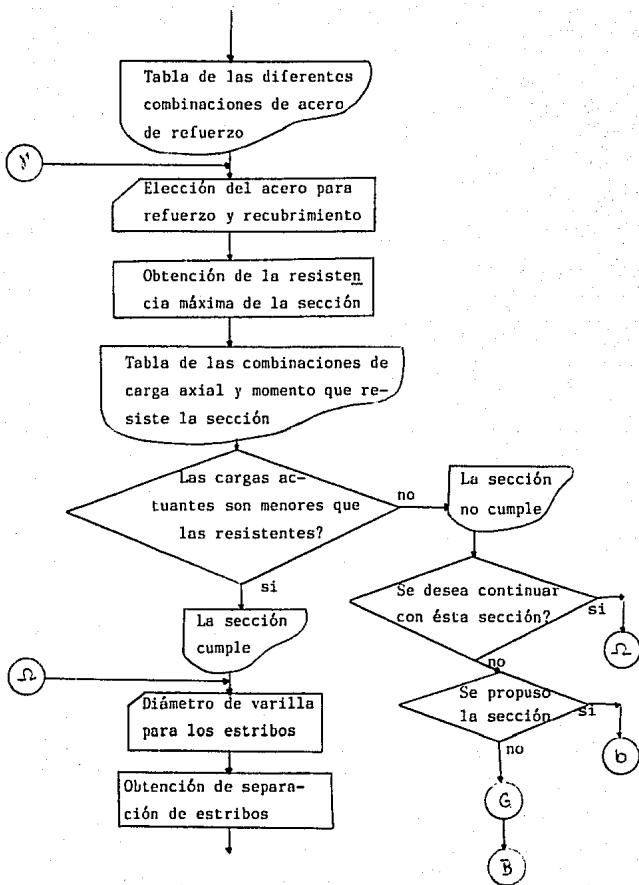 Tabla de las diferentes
combinaciones de acero
de refuerzo
γ
Elección del acero para
refuerzo y recubrimiento
Obtención de la resisten
cia máxima de la sección
Tabla de las combinaciones de
carga axial y momento que re-
siste la sección
Las cargas ac-
tuantes son menores que
las resistentes?
no
La sección
no cumple
si
Se desea continuar
con ésta sección?
si
Ω
La sección
cumple
no
Ω
Se propuso
la sección
si
b
Diámetro de varilla
para los estribos
no
G
Obtención de separa-
ción de estribos
B